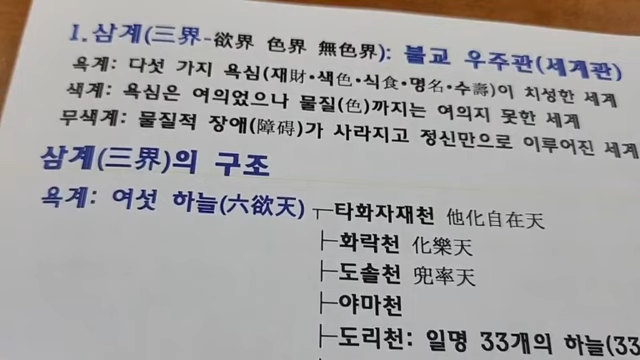 1. 삼계(三界-欲界 色界 無色界): 불교 우주관(세계관)
욕계: 다섯 가지 욕심(재財•색色•식食•명名•수壽)이 치성한 세계
색계: 욕심은 여의었으나 물질(色)까지는 여의지 못한 세계
무색계: 물질적 장애(障碍)가 사라지고 정신만으로 이루어진 세계
삼계(三界)의 구조
욕계: 여섯 하늘(六欲天) 타화자재천 他化自在天
화락천 化樂天
도솔천 兜率天
야마천
도리천: 일명 33개의 하늘(33